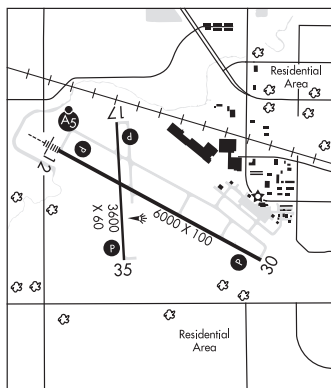 Residential
Area
A5
17
P
P
12
3600
X 60
6000 X 100
P
35
P
30
Residential
Area